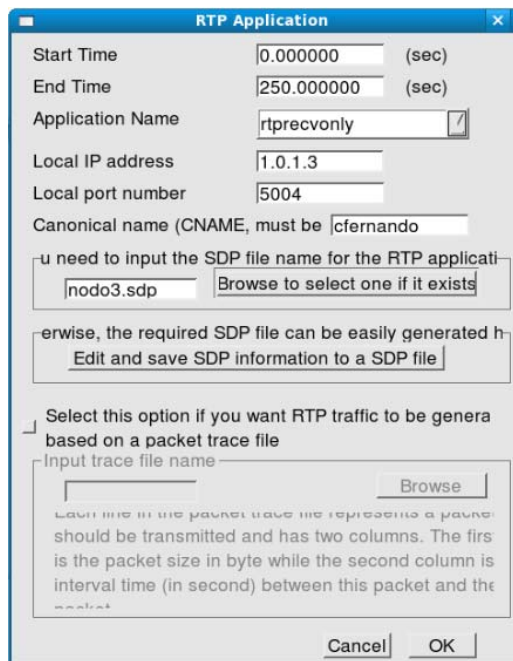 RTP Application
Start Time 0.000000 (sec)
End Time 250.000000 (sec)
Application Name rtprecvonly
Local IP address 1.0.1.3
Local port number 5004
Canonical name (CNAME, must be cfernando
u need to input the SDP file name for the RTP applicati
nodo3.sdp Browse to select one if it exists
erwise, the required SDP file can be easily generated h
Edit and save SDP information to a SDP file
Select this option if you want RTP traffic to be genera
based on a packet trace file
Input trace file name
Browse
Each line in the packet trace file represents a packet
should be transmitted and has two columns. The first
is the packet size in byte while the second column is
interval time (in second) between this packet and the
packet
Cancel OK